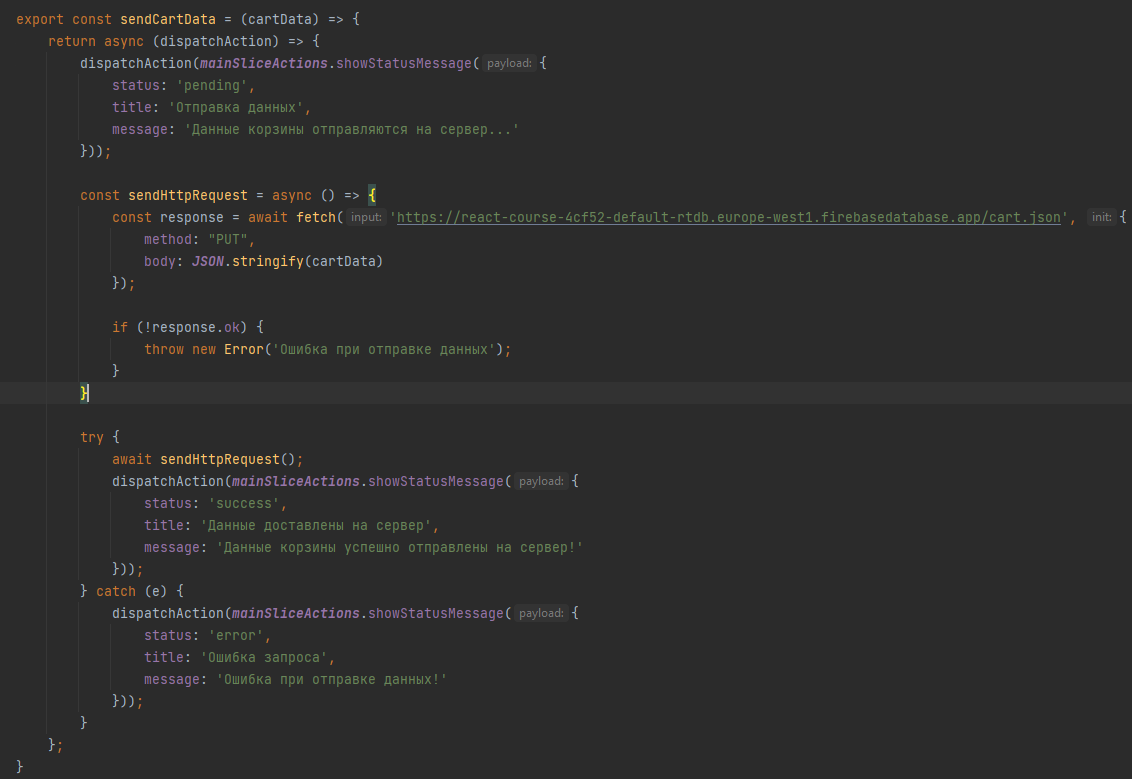 export const sendCartData = (cartData) => {
return async (dispatchAction) => {
dispatchAction(mainSliceActions.showStatusMessage( payload: {
status: 'pending',
title: 'Отправка данных',
message: 'Данные корзины отправляются на сервер...'
}));
const sendHttpRequest = async () => {
const response = await fetch( input: 'https://react-course-4cf52-default-rtdb.europe-west1.firebasedatabase.app/cart.json', init: {
method: "PUT",
body: JSON.stringify(cartData)
});
if (!response.ok) {
throw new Error('Ошибка при отправке данных');
}
}
try {
await sendHttpRequest();
dispatchAction(mainSliceActions.showStatusMessage( payload: {
status: 'success',
title: 'Данные доставлены на сервер',
message: 'Данные корзины успешно отправлены на сервер!'
}));
} catch (e) {
dispatchAction(mainSliceActions.showStatusMessage( payload: {
status: 'error',
title: 'Ошибка запроса',
message: 'Ошибка при отправке данных!'
}));
}
};
}